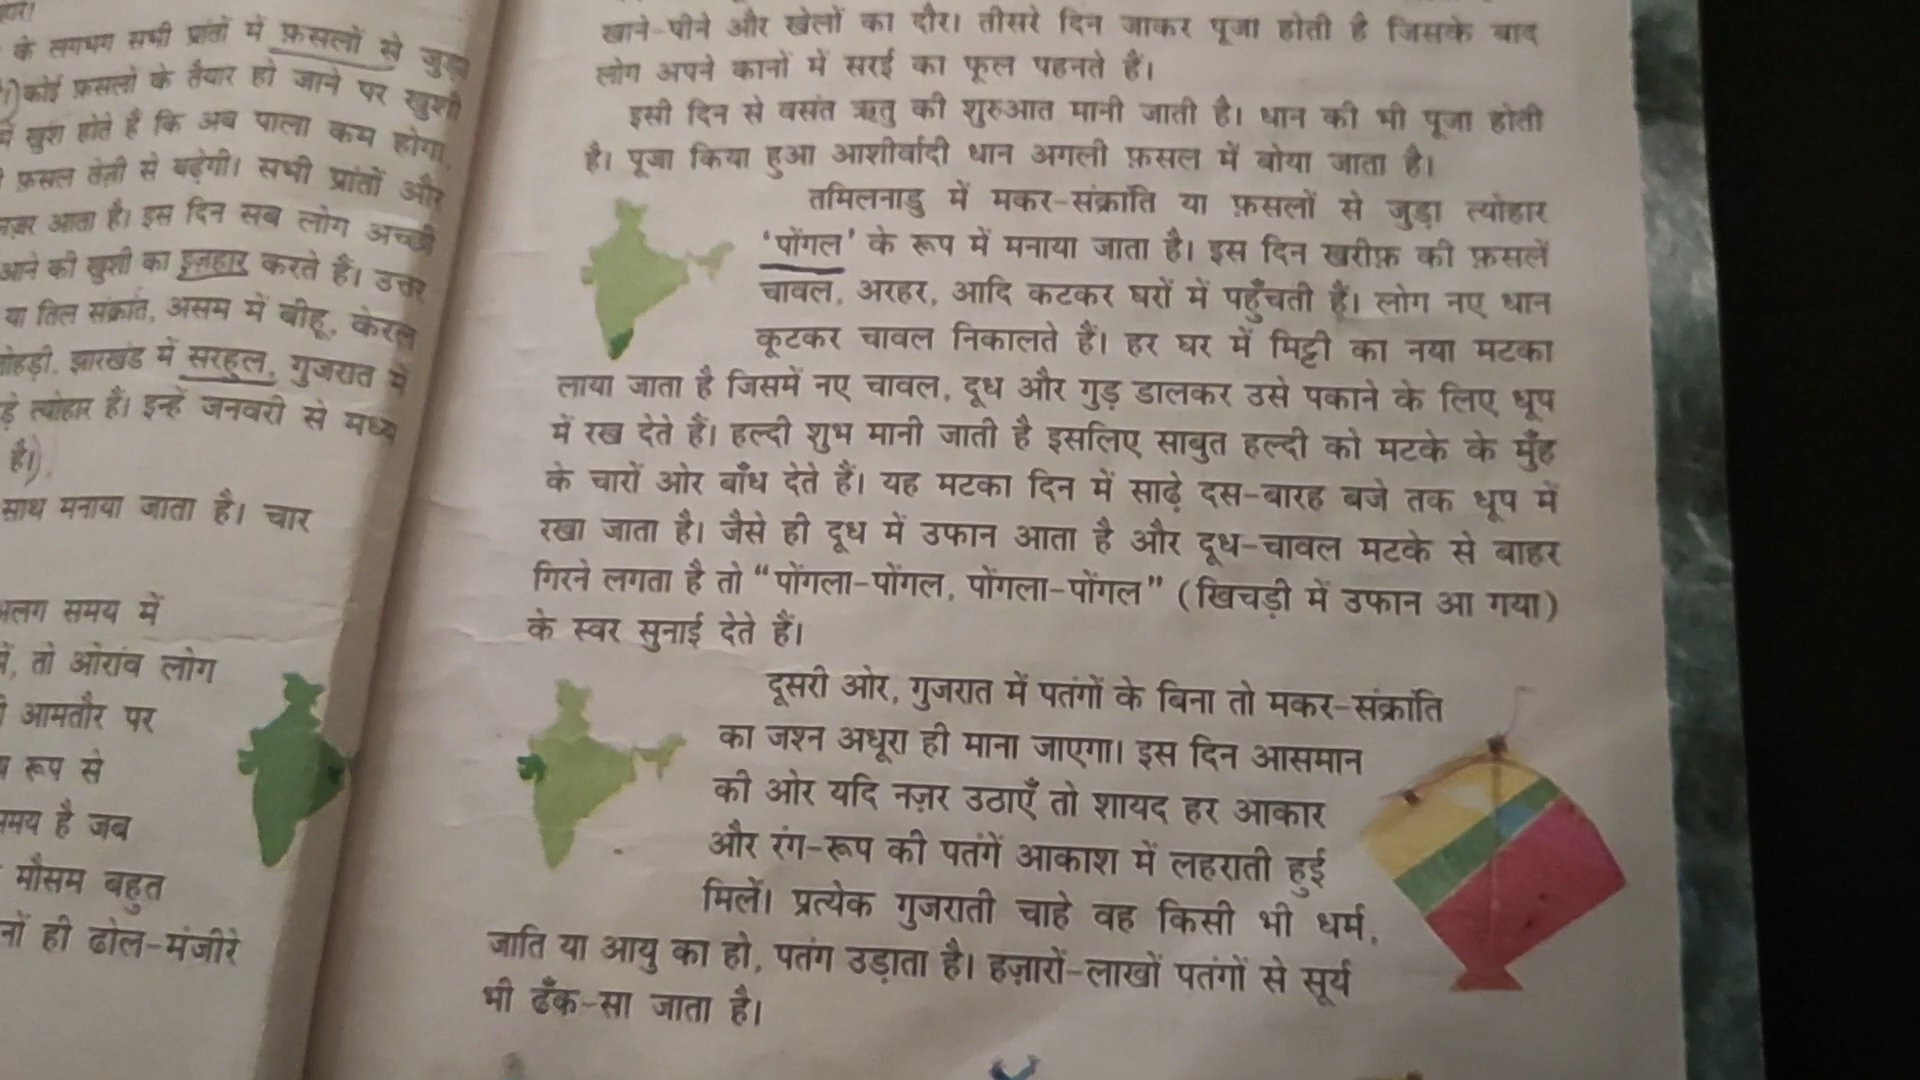 के लगभग सभी प्रांतों में फ़सलों से जुड़ा
कोई फ़सलों के तैयार हो जाने पर खुशी
खुश होते हैं कि अब पाला कम होगा,
फ़सल तेज़ी से बढ़ेगी। सभी प्रांतों और
नज़र आता है। इस दिन सब लोग अच्छी
आने की खुशी का इज़हार करते हैं। उत्तर
या तिल संक्रांत, असम में बीहू, केरल
झारखंड में सरहुल, गुजरात में
त्योहार हैं। इन्हें जनवरी से मध्य
है।)
साथ मनाया जाता है। चार
अलग समय में
तो ओरांव लोग
आमतौर पर
रूप से
समय है जब
मौसम बहुत
ही ढोल-मंजीरे
खाने-पीने और खेलों का दौर। तीसरे दिन जाकर पूजा होती है जिसके बाद
लोग अपने कानों में सरई का फूल पहनते हैं।
इसी दिन से वसंत ऋतु की शुरुआत मानी जाती है। धान की भी पूजा होती
है। पूजा किया हुआ आशीर्वादी धान अगली फ़सल में बोया जाता है।
तमिलनाडु में मकर-संक्रांति या फ़सलों से जुड़ा त्योहार
‘पोंगल’ के रूप में मनाया जाता है। इस दिन खरीफ़ की फ़सलें
चावल, अरहर, आदि कटकर घरों में पहुँचती हैं। लोग नए धान
कूटकर चावल निकालते हैं। हर घर में मिट्टी का नया मटका
लाया जाता है जिसमें नए चावल, दूध और गुड़ डालकर उसे पकाने के लिए धूप
में रख देते हैं। हल्दी शुभ मानी जाती है इसलिए साबुत हल्दी को मटके के मुँह
के चारों ओर बाँध देते हैं। यह मटका दिन में साढ़े दस-बारह बजे तक धूप में
रखा जाता है। जैसे ही दूध में उफान आता है और दूध-चावल मटके से बाहर
गिरने लगता है तो “पोंगला-पोंगल, पोंगला-पोंगल” (खिचड़ी में उफान आ गया)
के स्वर सुनाई देते हैं।
दूसरी ओर, गुजरात में पतंगों के बिना तो मकर-संक्रांति
का जश्न अधूरा ही माना जाएगा। इस दिन आसमान
की ओर यदि नज़र उठाएँ तो शायद हर आकार
और रंग-रूप की पतंगें आकाश में लहराती हुई
मिलें। प्रत्येक गुजराती चाहे वह किसी भी धर्म,
जाति या आयु का हो, पतंग उड़ाता है। हज़ारों-लाखों पतंगों से सूर्य
भी ढँक-सा जाता है।